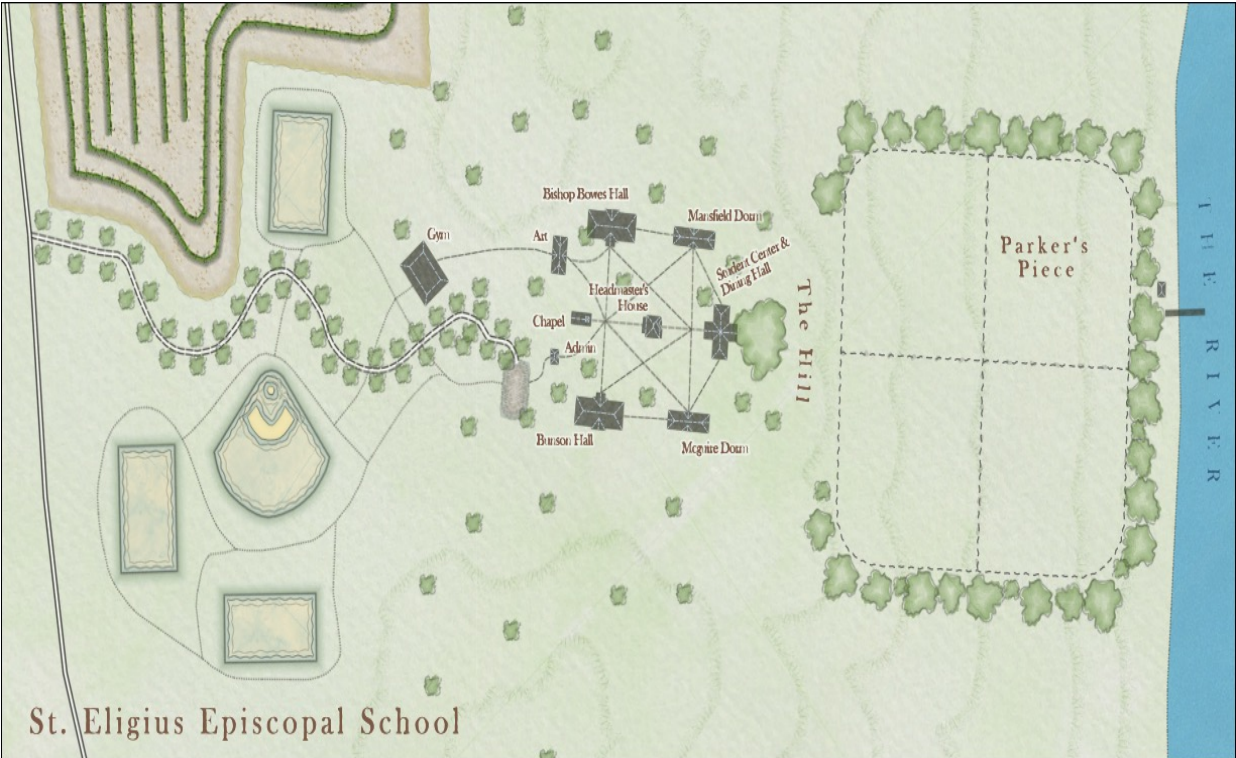 Bishop Bowes Hall
Mansfield Dorm
Gym
Art
Student Center &
Dining Hall
Headmaster's
House
Chapel
Admin
Bunson Hall
Mcguire Dorm
The Hill
Parker's
Piece
THE RIVER
St. Eligius Episcopal School